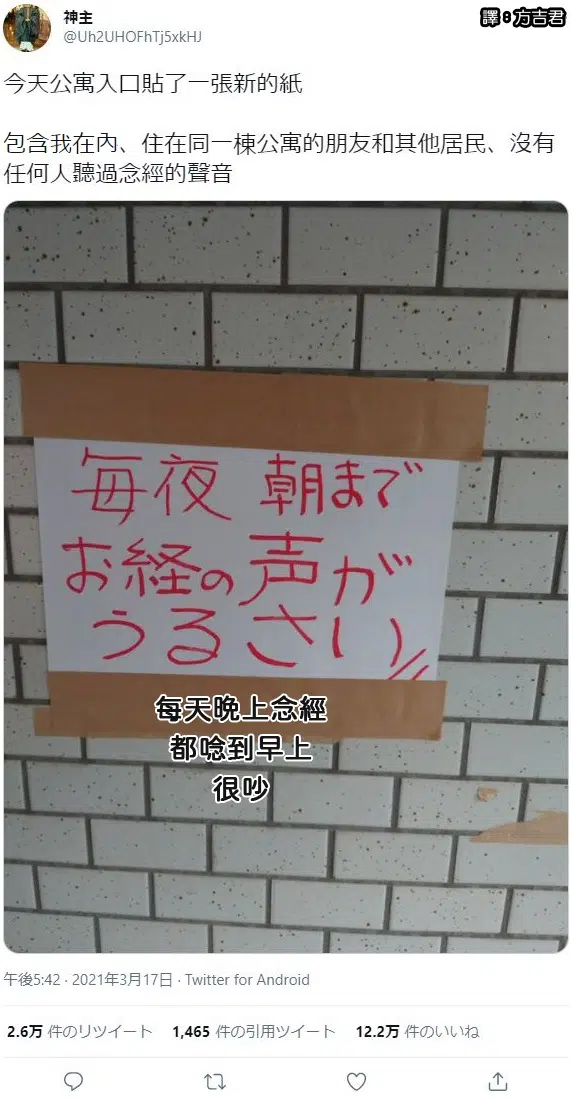 神主
@Uh2UHOFhTj5xkHJ
譯8方吉君
今天公寓入口貼了一張新的紙
包含我在內、住在同一棟公寓的朋友和其他居民、沒有
任何人聽過念經的聲音
毎夜 朝まで
お経の声が
うるさい//
每天晚上念經
都唸到早上
很吵
午後5:42 · 2021年3月17日 · Twitter for Android
2.6万 件のリツイート 1,465 件の引用ツイート 12.2万 件のいいね